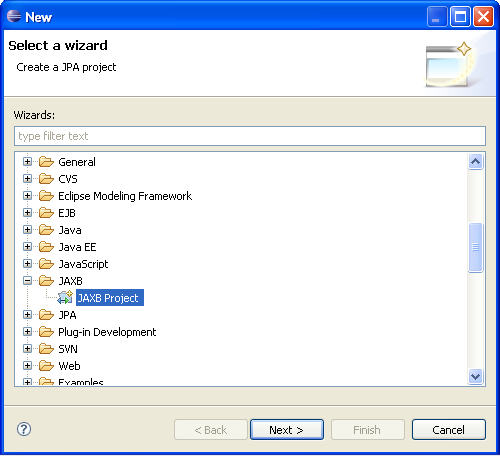 New
Select a wizard
Create a JPA project
Wizards:
type filter text
General
CVS
Eclipse Modeling Framework
EJB
Java
Java EE
JavaScript
JAXB
JAXB Project
JPA
Plug-in Development
SVN
Web
Examples
?
< Back
Next >
Finish
Cancel